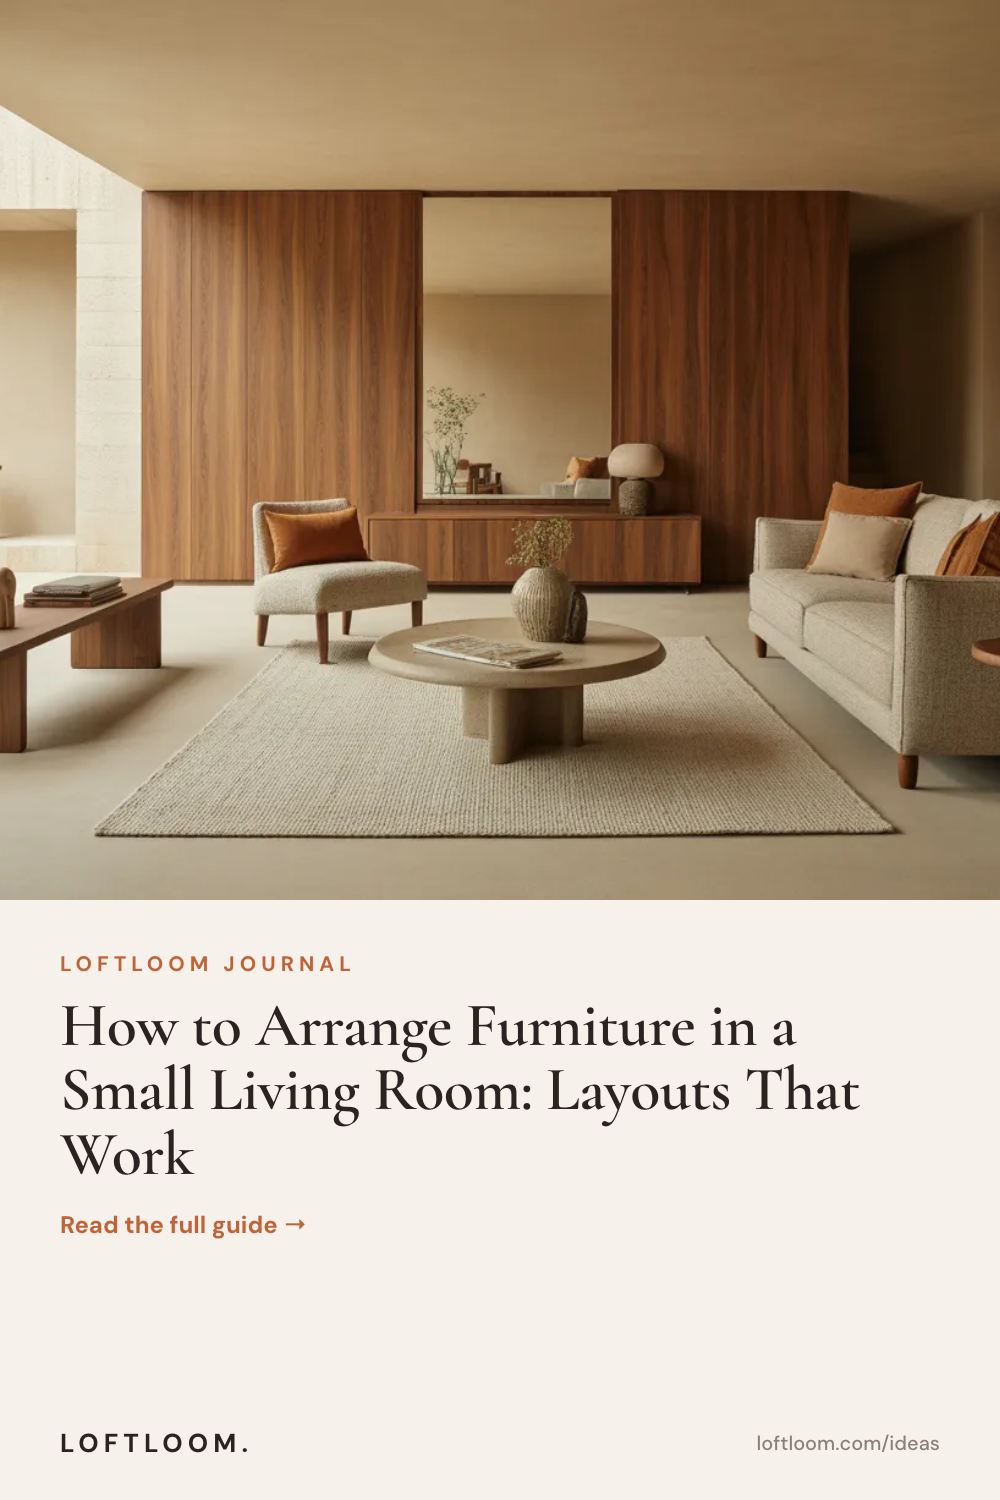 LOFTLOOM JOURNAL
How to Arrange Furniture in a
Small Living Room: Layouts That
Work
Read the full guide →
LOFTLOOM.
loftloom.com/ideas